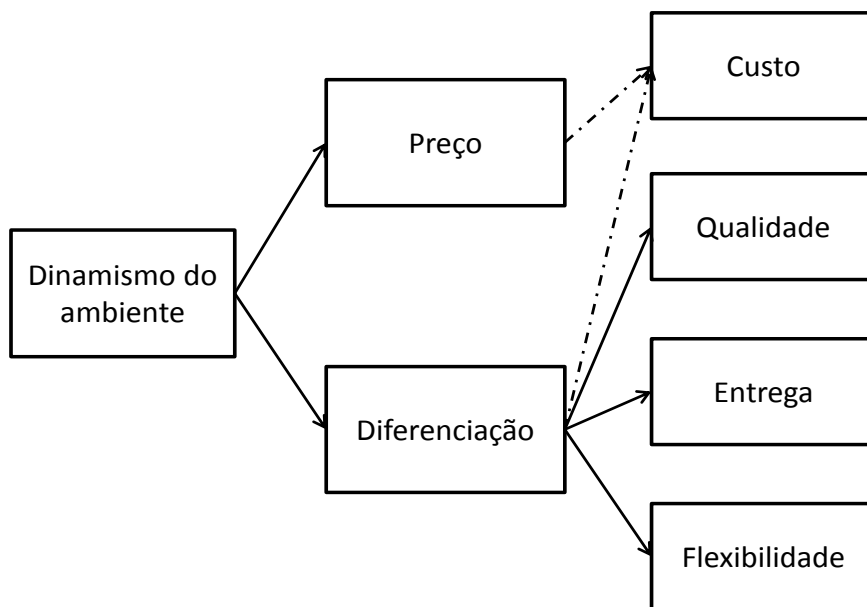 Custo
Preço
Qualidade
Dinamismo do
ambiente
Entrega
Diferenciação
Flexibilidade